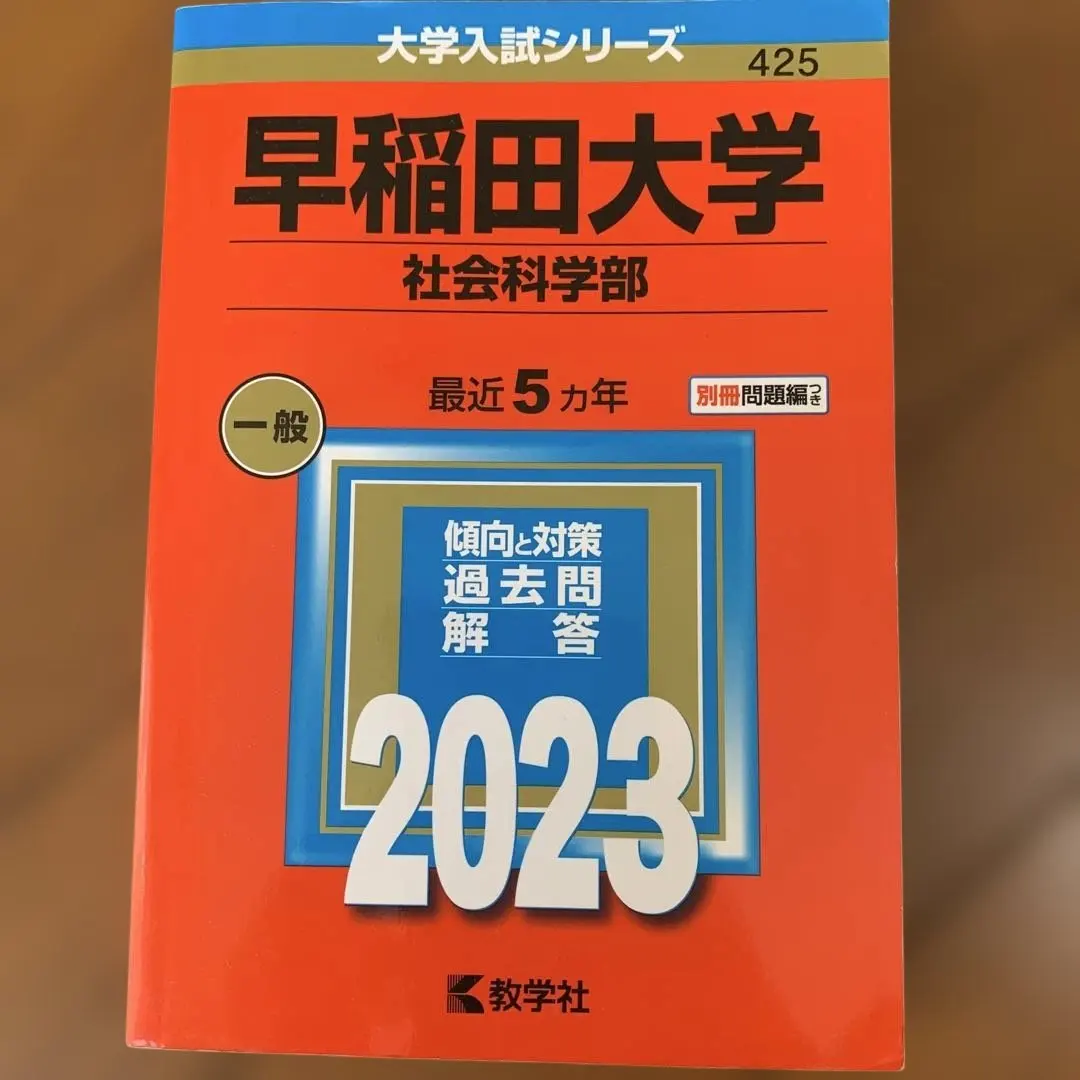 大学入試シリーズ
425
早稲田大学
社会科学部
最近5カ年
別冊問題編つき
一般
傾向と対策
過去問
解答
2023
教学社